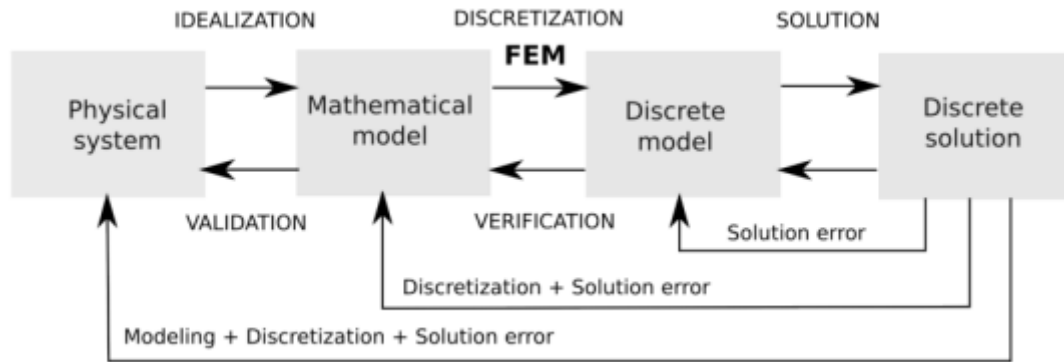 IDEALIZATION
DISCRETIZATION
SOLUTION
FEM
Physical
system
Mathematical
model
Discrete
model
Discrete
solution
VALIDATION
VERIFICATION
Solution error
Discretization + Solution error
Modeling + Discretization + Solution error